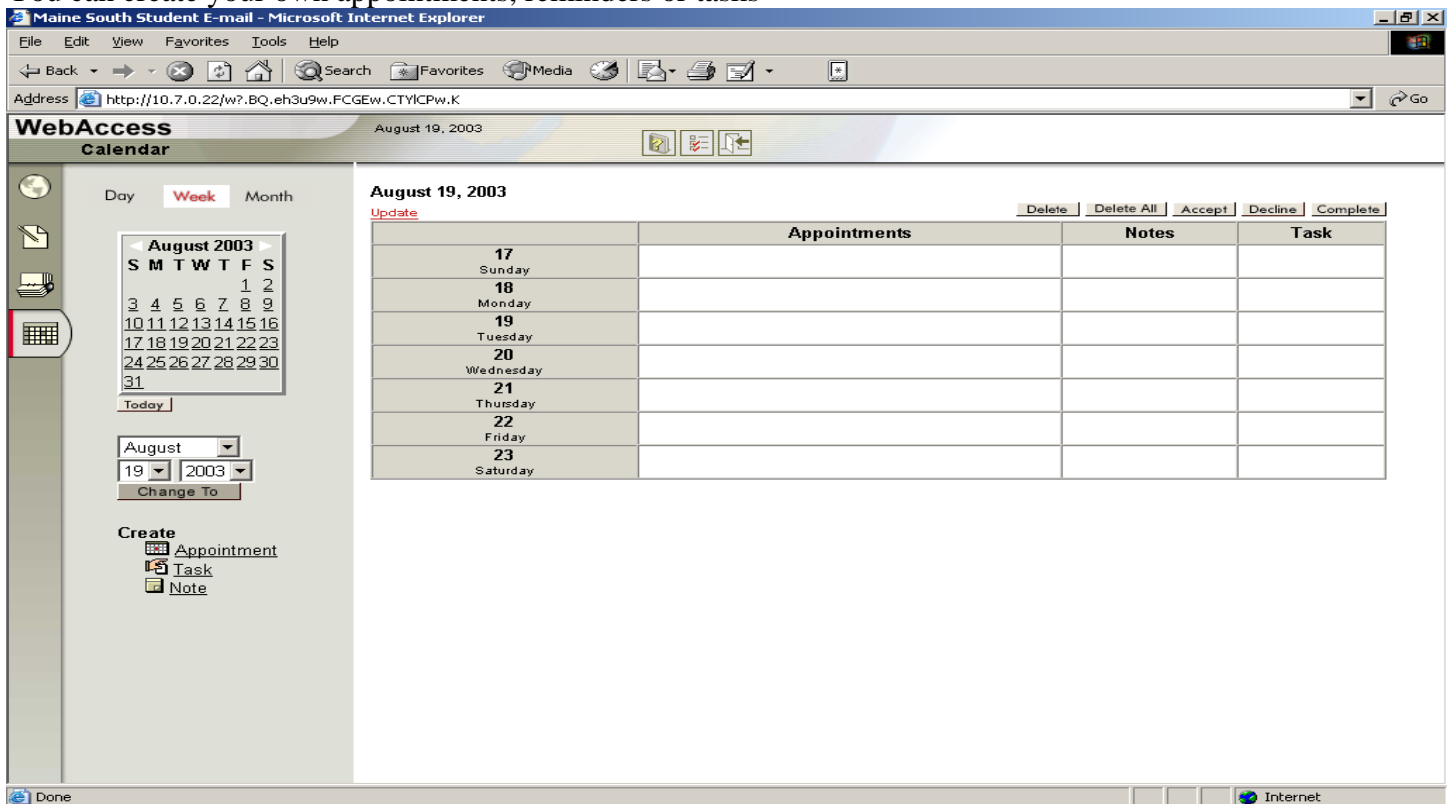 You can create your own appointments, reminders or tasks
Maine South Student E-mail - Microsoft Internet Explorer
File Edit View Favorites Tools Help
Back Search Favorites Media
Address http://10.7.0.22/w?.BQ.eh3u9w.FCGEw.CTYlCPw.K Go
WebAccess August 19, 2003
Calendar
Day Week Month
August 19, 2003
Update Delete Delete All Accept Decline Complete
August 2003
S M T W T F S
1 2
3 4 5 6 7 8 9
10 11 12 13 14 15 16
17 18 19 20 21 22 23
24 25 26 27 28 29 30
31
Today
August
19 2003
Change To
Create
Appointment
Task
Note
Appointments Notes Task
17
Sunday
18
Monday
19
Tuesday
20
Wednesday
21
Thursday
22
Friday
23
Saturday
Done Internet